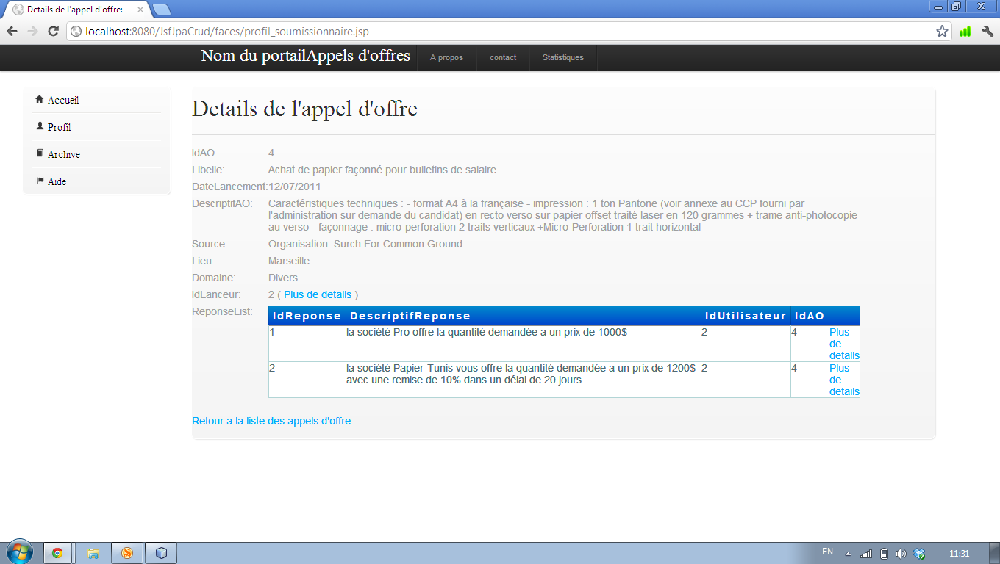 Details de l'appel d'offre:
localhost:8080/JsfJpaCrud/faces/profil_soumissionnaire.jsp
Nom du portailAppels d'offres A propos contact Statistiques
Accueil
Profil
Archive
Aide
Details de l'appel d'offre
IdAO: 4
Libelle: Achat de papier façonné pour bulletins de salaire
DateLancement:12/07/2011
DescriptifAO: Caractéristiques techniques : - format A4 à la française - impression : 1 ton Pantone (voir annexe au CCP fourni par
l'administration sur demande du candidat) en recto verso sur papier offset traité laser en 120 grammes + trame anti-photocopie
au verso - façonnage : micro-perforation 2 traits verticaux +Micro-Perforation 1 trait horizontal
Source: Organisation: Surch For Common Ground
Lieu: Marseille
Domaine: Divers
IdLanceur: 2 ( Plus de details )
ReponseList:
IdReponse DescriptifReponse IdUtilisateur IdAO
1 la société Pro offre la quantité demandée a un prix de 1000$ 2 4 Plus
de
details
2 la société Papier-Tunis vous offre la quantité demandée a un prix de 1200$ 2 4 Plus
avec une remise de 10% dans un délai de 20 jours de
details
Retour a la liste des appels d'offre
EN 11:31